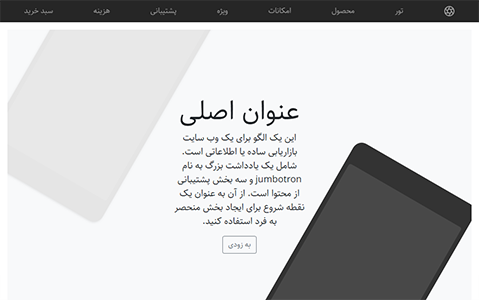 تور
محصول
امکانات
ویژه
پشتیبانی
هزینه
سبد خرید
عنوان اصلی
این یک الگو برای یک وب سایت
بازاریابی ساده یا اطلاعاتی است.
شامل یک یادداشت بزرگ به نام
jumbotron و سه بخش پشتیبانی
از محتوا است. از آن به عنوان یک
نقطه شروع برای ایجاد بخش منحصر
به فرد استفاده کنید.
به زودی